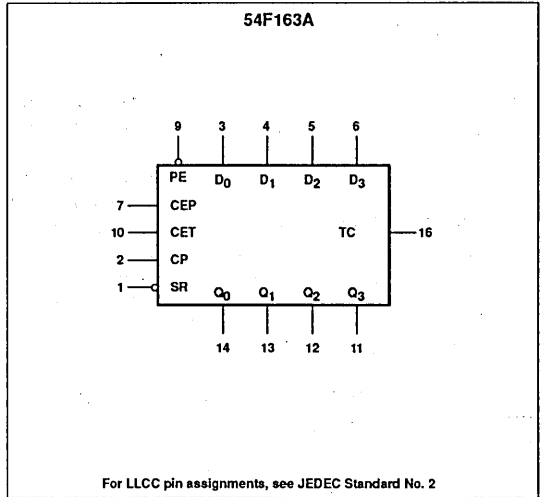 54F163A
9 3 4 5 6
PE D0 D1 D2 D3
7 CEP
10 CET TC 16
2 CP
1 SR Q0 Q1 Q2 Q3
14 13 12 11
For LLCC pin assignments, see JEDEC Standard No. 2